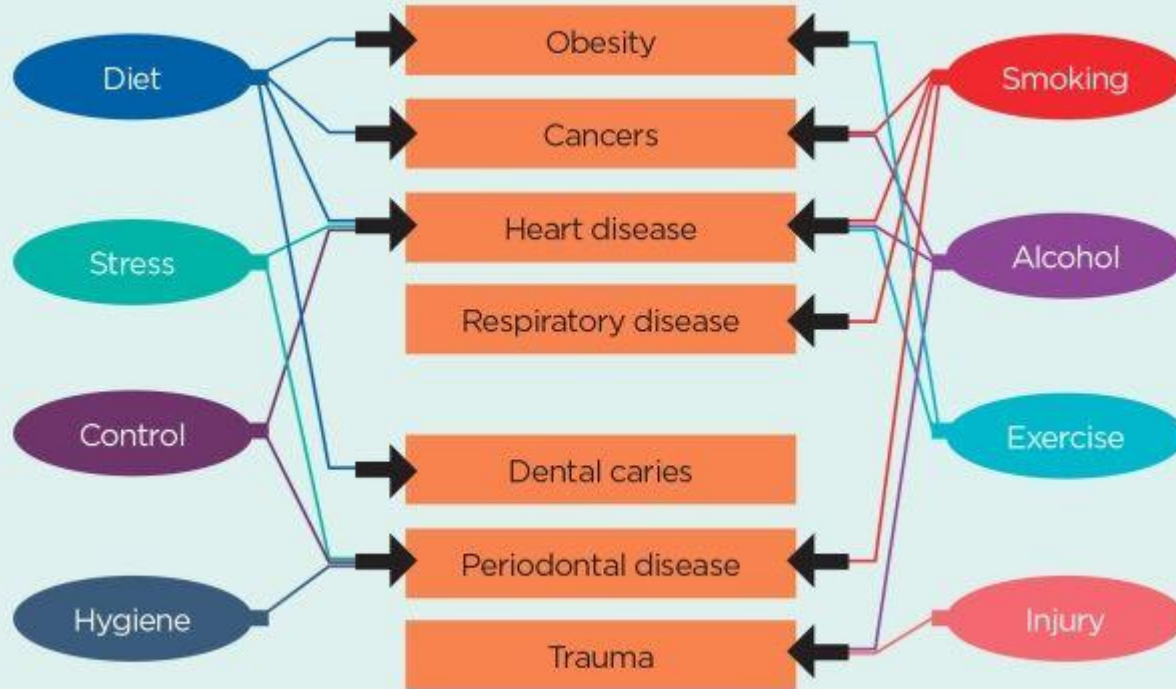 Diet
Stress
Control
Hygiene
Obesity
Cancers
Heart disease
Respiratory disease
Dental caries
Periodontal disease
Trauma
Smoking
Alcohol
Exercise
Injury